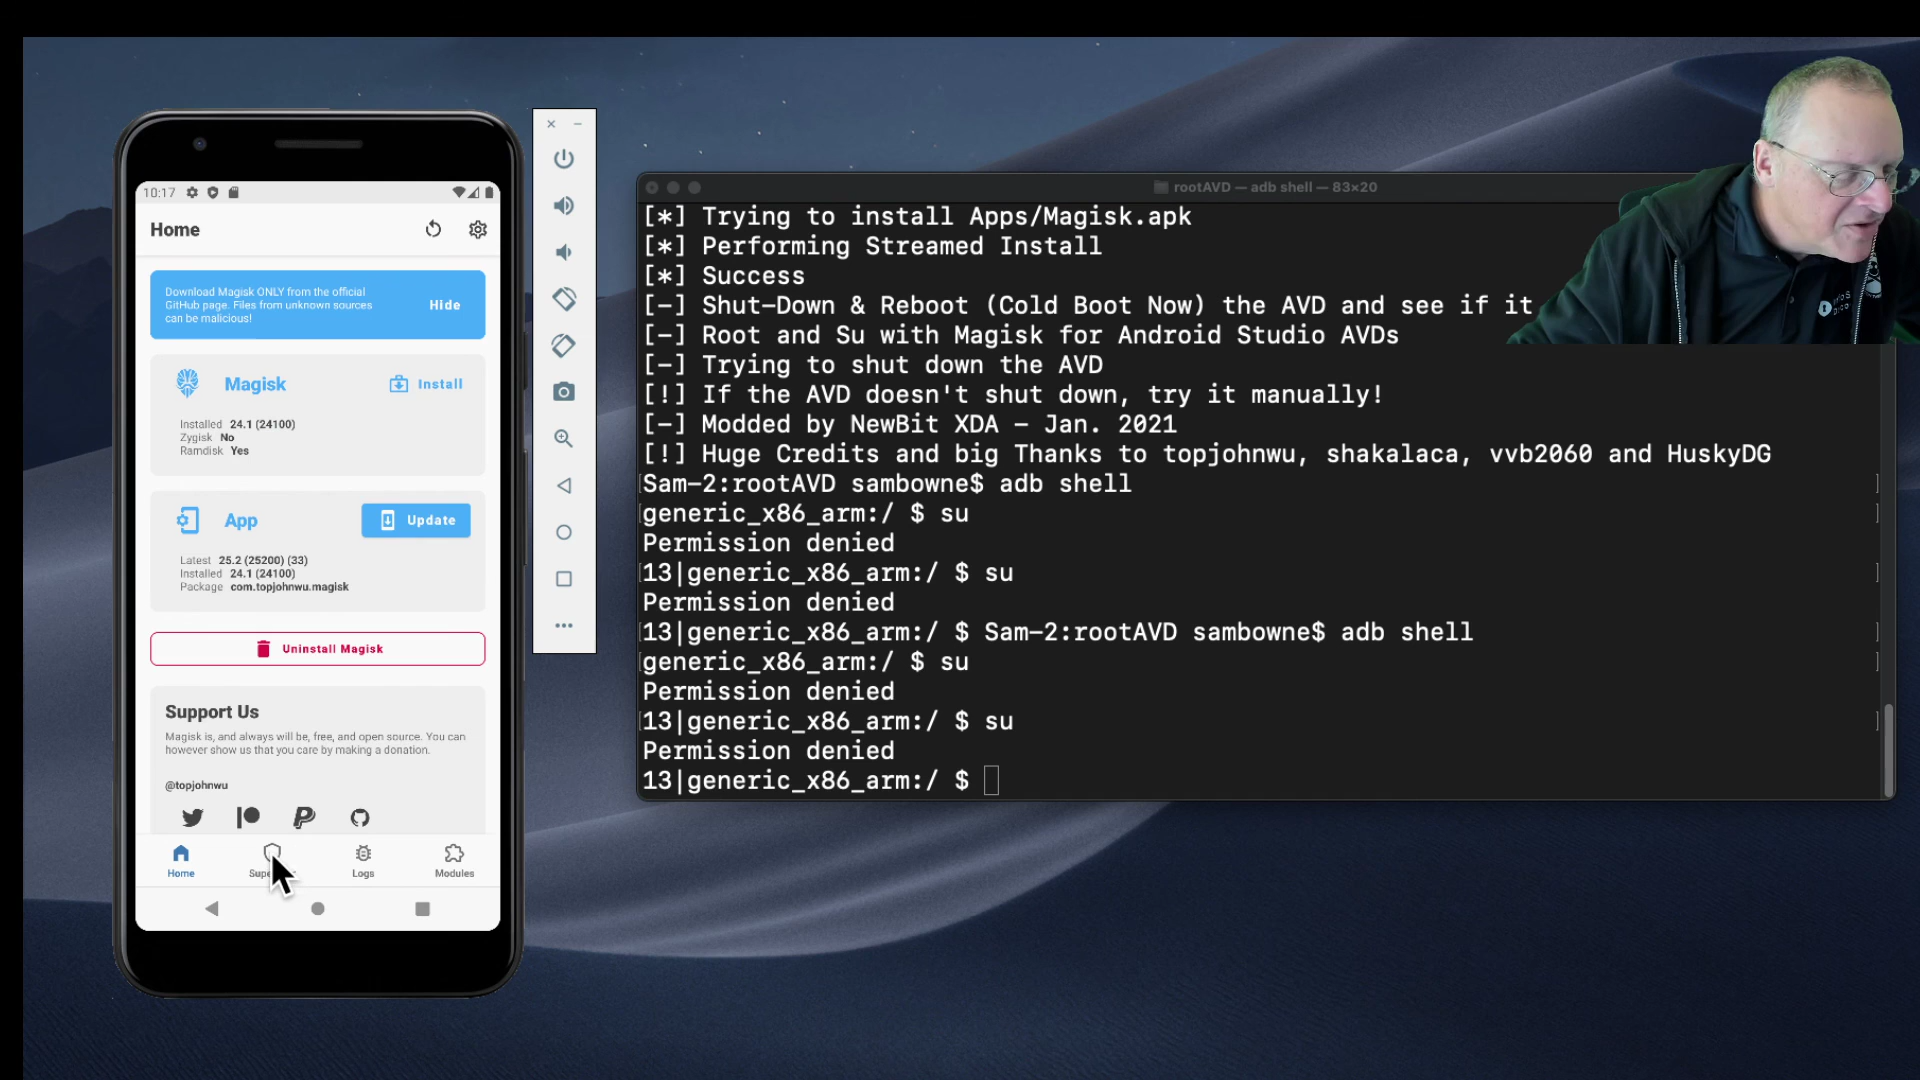 10:17
Home
Download Magisk ONLY from the official
GitHub page. Files from unknown sources
can be malicious!
Hide
Magisk
Install
Installed 24.1 (24100)
Zygisk No
Ramdisk Yes
App
Update
Latest 25.2 (25200) (33)
Installed 24.1 (24100)
Package com.topjohnwu.magisk
Uninstall Magisk
Support Us
Magisk is, and always will be, free, and open source. You can
however show us that you care by making a donation.
@topjohnwu
Home
Logs
Modules
rootAVD — adb shell — 83×20
[*] Trying to install Apps/Magisk.apk
[*] Performing Streamed Install
[*] Success
[-] Shut-Down & Reboot (Cold Boot Now) the AVD and see if it
[-] Root and Su with Magisk for Android Studio AVDs
[-] Trying to shut down the AVD
[!] If the AVD doesn't shut down, try it manually!
[-] Modded by NewBit XDA - Jan. 2021
[!] Huge Credits and big Thanks to topjohnwu, shakalaca, vvb2060 and HuskyDG
Sam-2:rootAVD sambowne$ adb shell
generic_x86_arm:/ $ su
Permission denied
13|generic_x86_arm:/ $ su
Permission denied
13|generic_x86_arm:/ $ Sam-2:rootAVD sambowne$ adb shell
generic_x86_arm:/ $ su
Permission denied
13|generic_x86_arm:/ $ su
Permission denied
13|generic_x86_arm:/ $